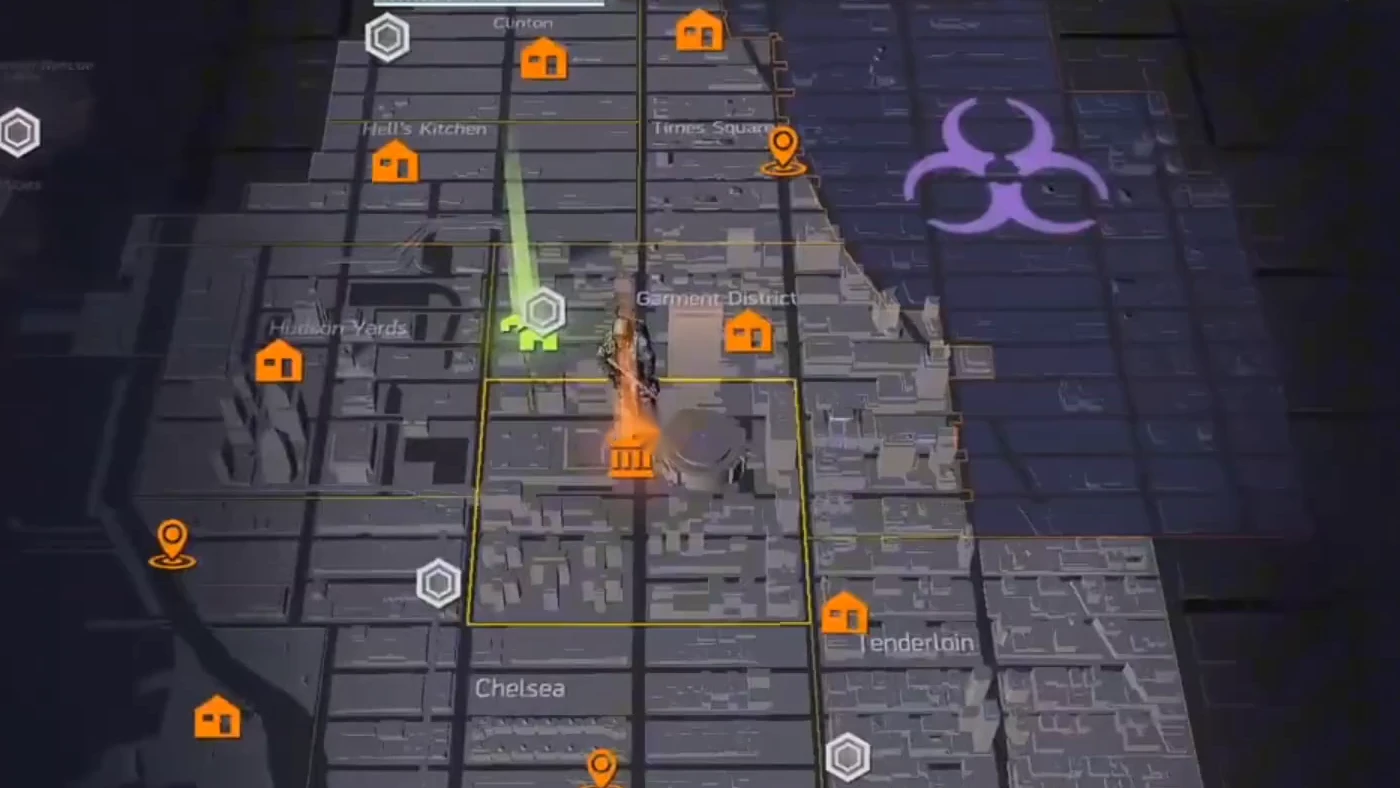 Clinton
Hell's Kitchen
Times Square
Garment District
Hudson Yards
Tenderloin
Chelsea